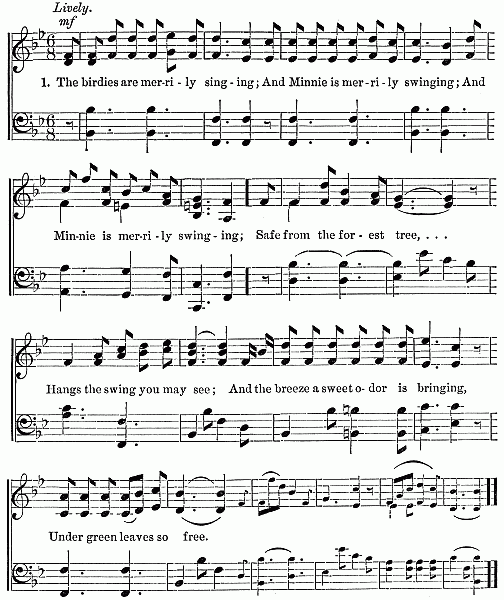 Lively.
mf
1. The birdies are mer-ri-ly sing-ing; And Minnie is mer-ri-ly swinging; And
Min-nie is mer-ri-ly swing-ing; Safe from the for-est tree, . . .
Hangs the swing you may see; And the breeze a sweet o-dor is bringing,
Under green leaves so free.